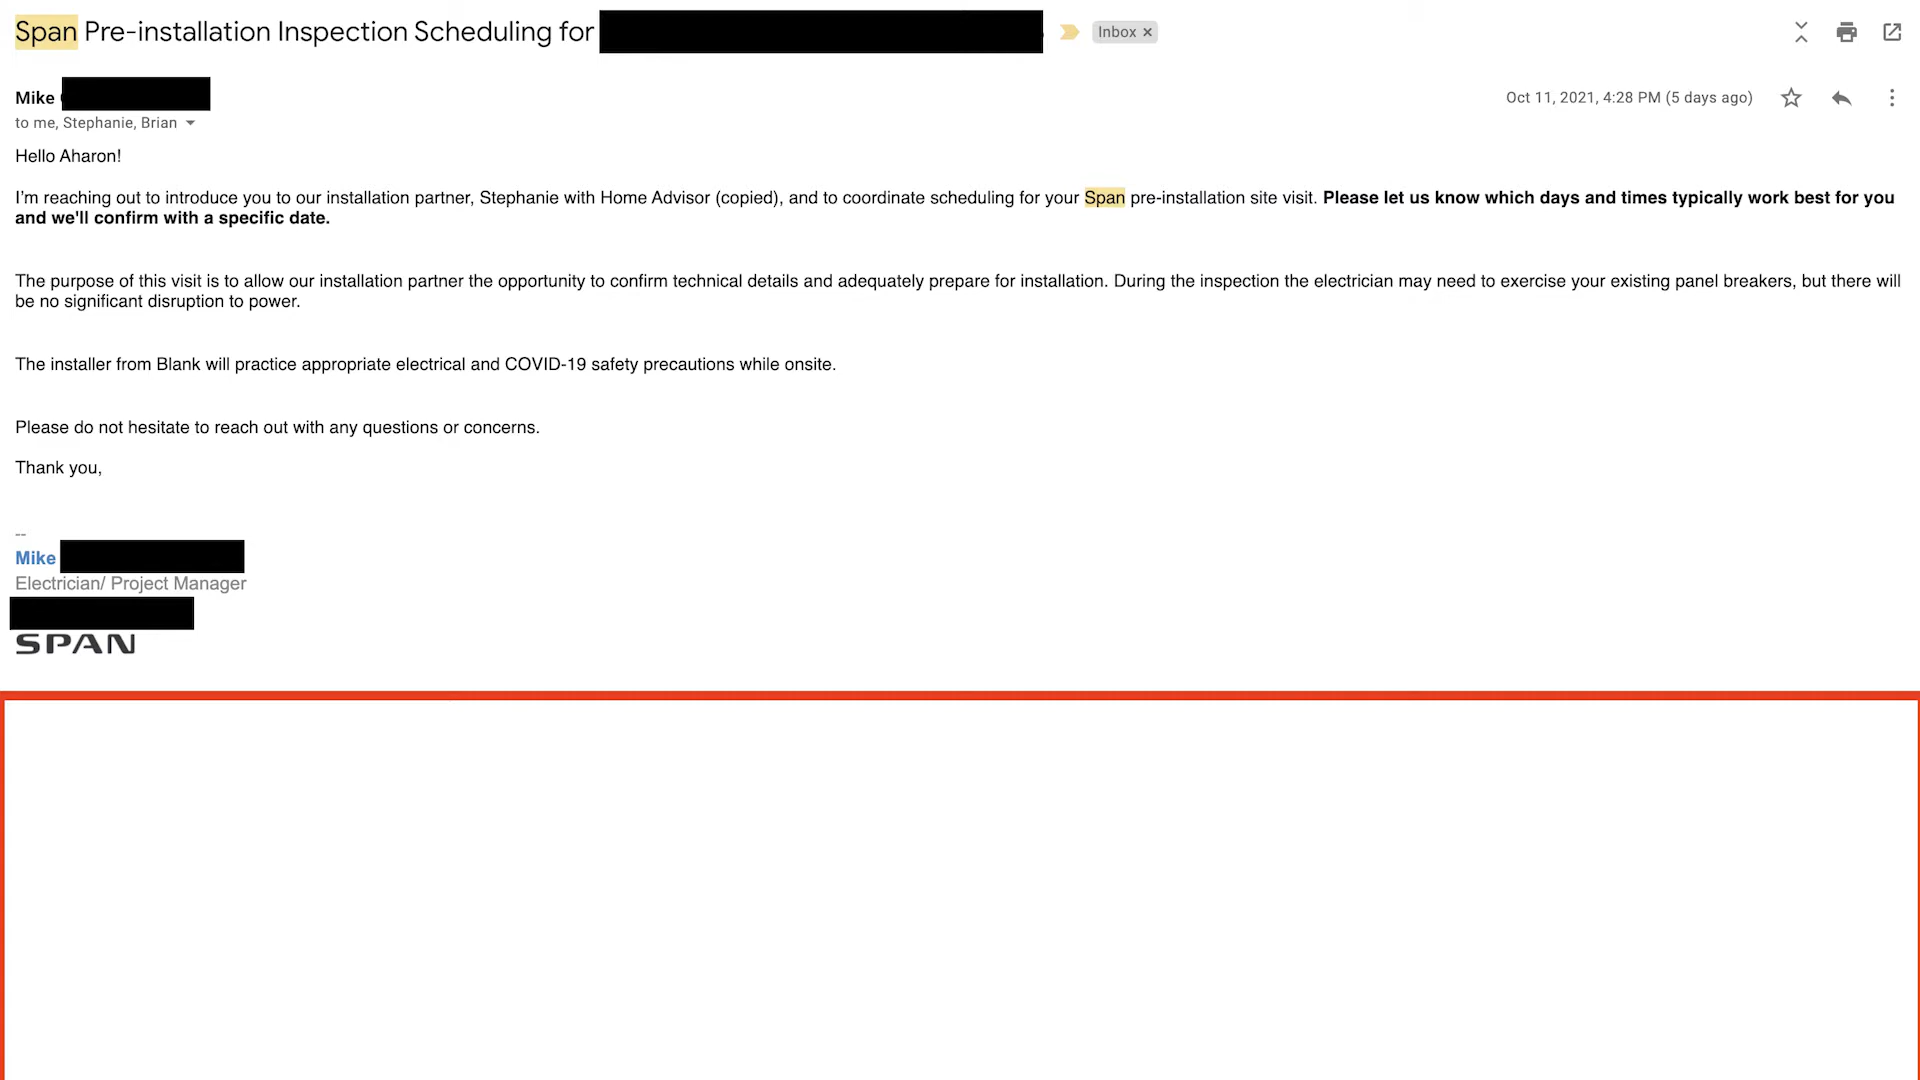 Span Pre-installation Inspection Scheduling for
Inbox ×
Mike
Oct 11, 2021, 4:28 PM (5 days ago)
to me, Stephanie, Brian
Hello Aharon!
I'm reaching out to introduce you to our installation partner, Stephanie with Home Advisor (copied), and to coordinate scheduling for your Span pre-installation site visit. Please let us know which days and times typically work best for you
and we'll confirm with a specific date.
The purpose of this visit is to allow our installation partner the opportunity to confirm technical details and adequately prepare for installation. During the inspection the electrician may need to exercise your existing panel breakers, but there will
be no significant disruption to power.
The installer from Blank will practice appropriate electrical and COVID-19 safety precautions while onsite.
Please do not hesitate to reach out with any questions or concerns.
Thank you,
--
Mike
Electrician/ Project Manager
SPAN